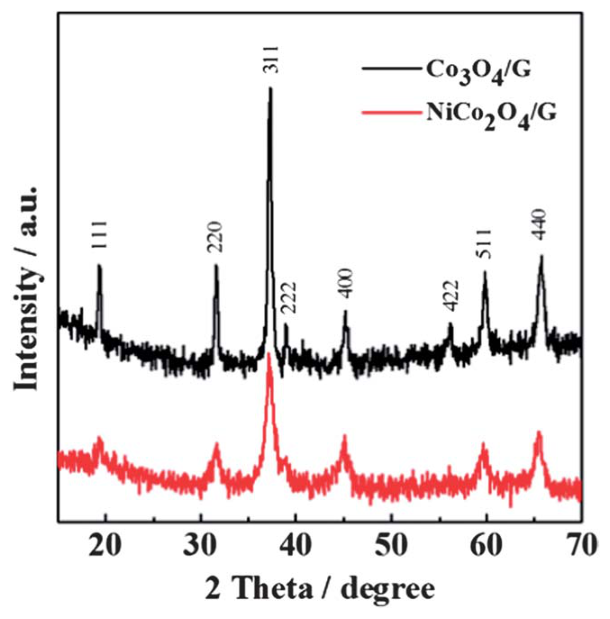 311
Co₃O₄/G
NiCo₂O₄/G
111
220
222
400
422
511
440
Intensity / a.u.
20 30 40 50 60 70
2 Theta / degree